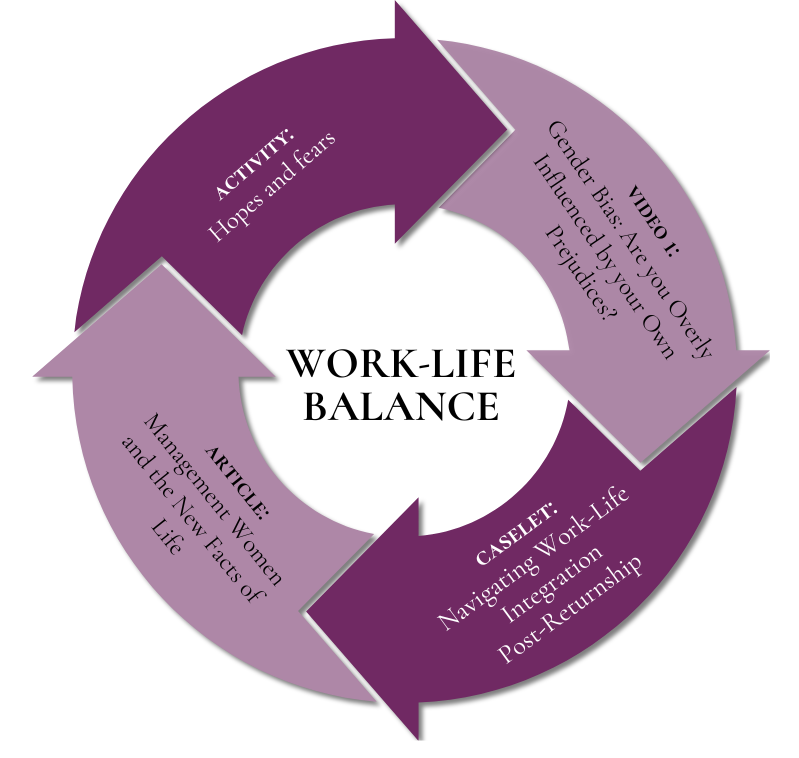 ACTIVITY:
Hopes and fears
VIDEO 1:
Gender Bias: Are you Overly
Influenced by your Own
Prejudices?
WORK-LIFE
BALANCE
CASELET:
Navigating Work-Life
Integration
Post-Returnship
ARTICLE:
Management Women
and the New Facts of
Life